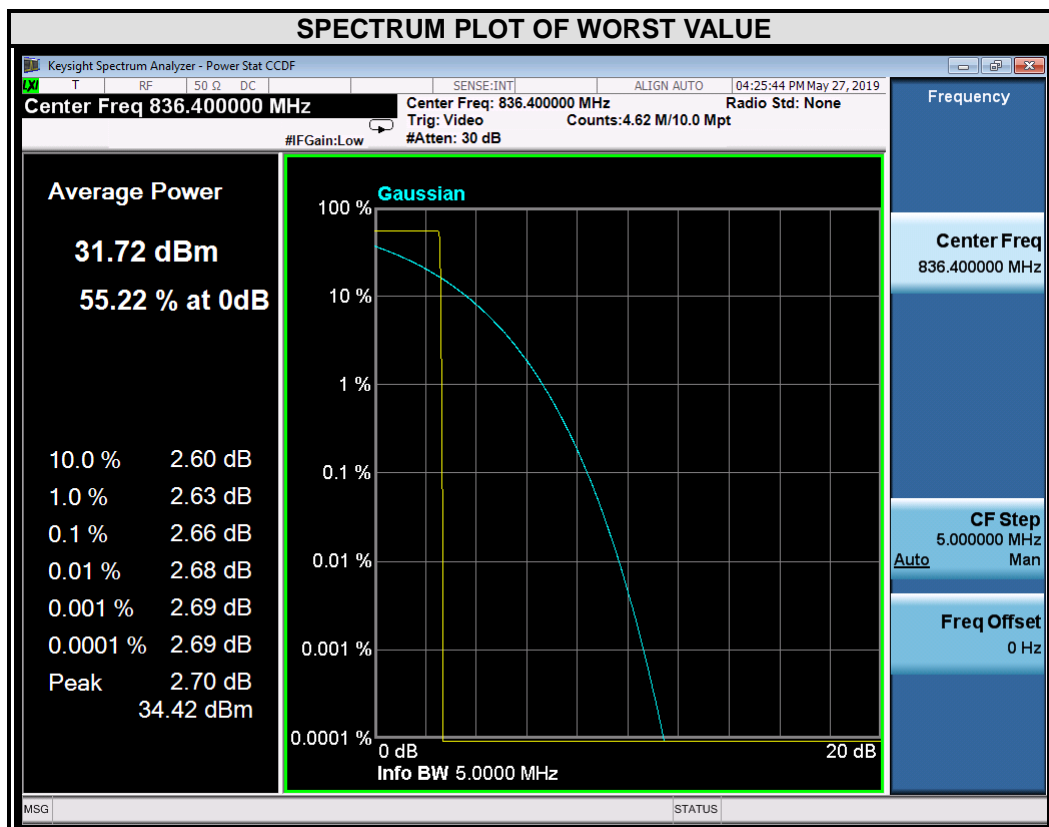 SPECTRUM PLOT OF WORST VALUE
Keysight Spectrum Analyzer - Power Stat CCDF
LXI T RF 50 Ω DC SENSE:INT ALIGN AUTO 04:25:44 PM May 27, 2019
Center Freq 836.400000 MHz
Center Freq: 836.400000 MHz Radio Std: None
Trig: Video Counts:4.62 M/10.0 Mpt
#IFGain:Low #Atten: 30 dB
Frequency
Average Power
31.72 dBm
55.22 % at 0dB
10.0 % 2.60 dB
1.0 % 2.63 dB
0.1 % 2.66 dB
0.01 % 2.68 dB
0.001 % 2.69 dB
0.0001 % 2.69 dB
Peak 2.70 dB
34.42 dBm
Gaussian
100 %
10 %
1 %
0.1 %
0.01 %
0.001 %
0.0001 %
0 dB 20 dB
Info BW 5.0000 MHz
Center Freq
836.400000 MHz
CF Step
5.000000 MHz
Auto Man
Freq Offset
0 Hz
MSG STATUS